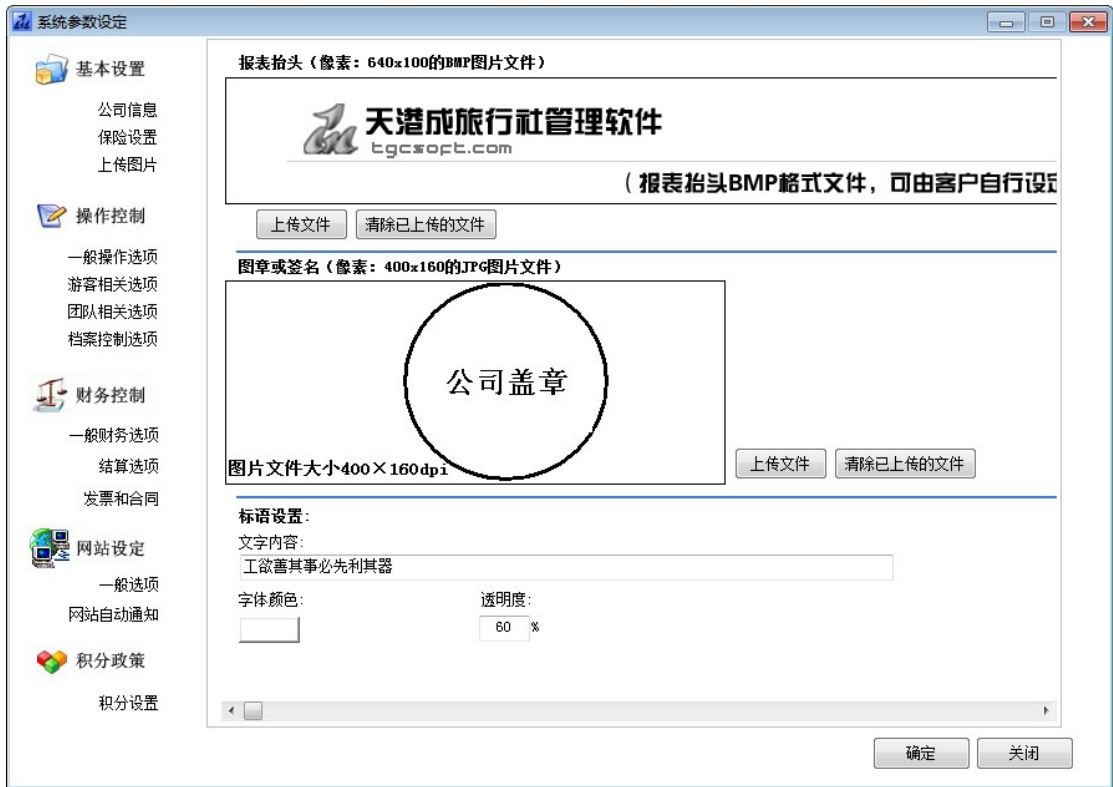 系统参数设定
基本设置
公司信息
保险设置
上传图片
操作控制
一般操作选项
游客相关选项
团队相关选项
档案控制选项
财务控制
一般财务选项
结算选项
发票和合同
网站设定
一般选项
网站自动通知
积分政策
积分设置
报表抬头（像素：640x100的BMP图片文件）
天港成旅行社管理软件
tgcsoft.com
（报表抬头BMP格式文件，可由客户自行设定
上传文件 清除已上传的文件
图章或签名（像素：400x160的JPG图片文件）
公司盖章
图片文件大小400×160dpi
上传文件 清除已上传的文件
标语设置:
文字内容:
工欲善其事必先利其器
字体颜色: 透明度:
60 %
确定 关闭